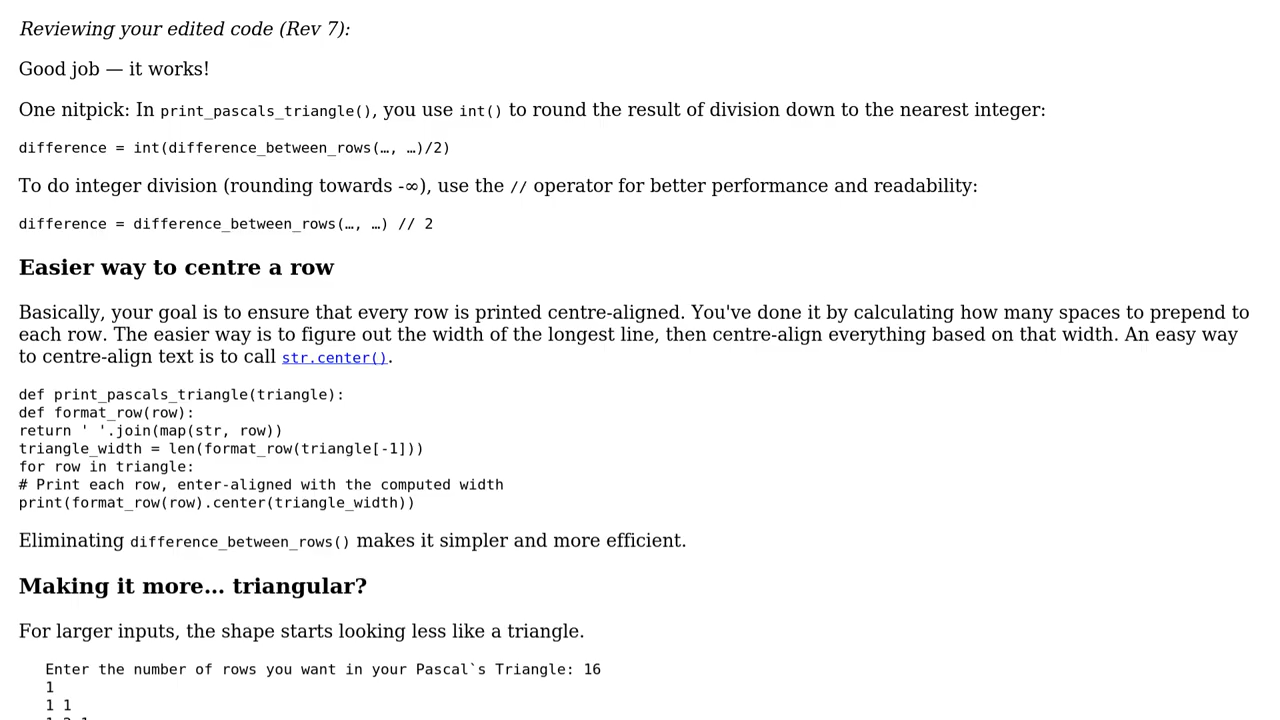 Reviewing your edited code (Rev 7):
Good job — it works!
One nitpick: In print_pascals_triangle(), you use int() to round the result of division down to the nearest integer:
difference = int(difference_between_rows(…, …)/2)
To do integer division (rounding towards -∞), use the // operator for better performance and readability:
difference = difference_between_rows(…, …) // 2
Easier way to centre a row
Basically, your goal is to ensure that every row is printed centre-aligned. You've done it by calculating how many spaces to prepend to
each row. The easier way is to figure out the width of the longest line, then centre-align everything based on that width. An easy way
to centre-align text is to call str.center().
def print_pascals_triangle(triangle):
def format_row(row):
return ' '.join(map(str, row))
triangle_width = len(format_row(triangle[-1]))
for row in triangle:
# Print each row, enter-aligned with the computed width
print(format_row(row).center(triangle_width))
Eliminating difference_between_rows() makes it simpler and more efficient.
Making it more… triangular?
For larger inputs, the shape starts looking less like a triangle.
Enter the number of rows you want in your Pascal`s Triangle: 16
1
1 1